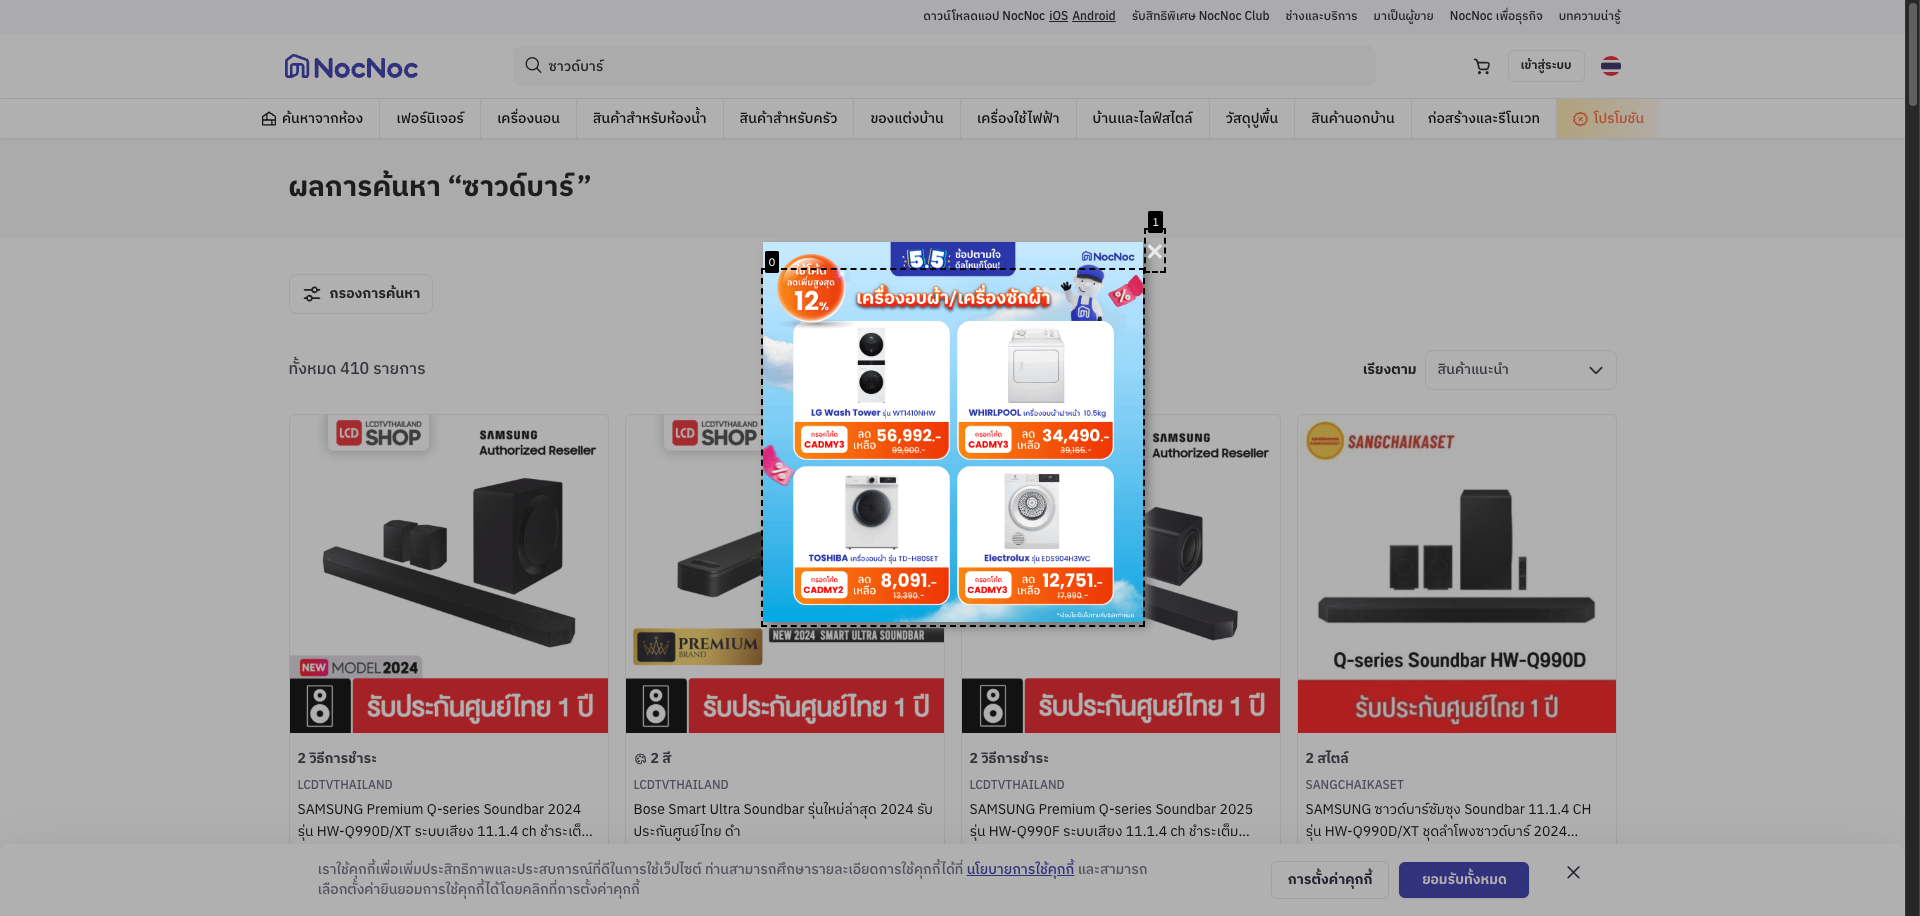 ดาวน์โหลดแอป NocNoc iOS Android รับสิทธิพิเศษ NocNoc Club ช่างและบริการ มาเป็นผู้ขาย NocNoc เพื่อธุรกิจ บทความน่ารู้
NocNoc
ซาวด์บาร์
เข้าสู่ระบบ
ค้นหาจากห้อง เฟอร์นิเจอร์ เครื่องนอน สินค้าสำหรับห้องน้ำ สินค้าสำหรับครัว ของแต่งบ้าน เครื่องใช้ไฟฟ้า บ้านและไลฟ์สไตล์ วัสดุปูพื้น สินค้านอกบ้าน ก่อสร้างและรีโนเวท โปรโมชัน
ผลการค้นหา “ซาวด์บาร์”
1
0
5.5 ช้อปตามใจ
ดีลไหนก็โดน!
NocNoc
ใช้โค้ด
ลดเพิ่มสูงสุด
12%
เครื่องอบผ้า/เครื่องซักผ้า
LG Wash Tower รุ่น WT1410NHW
กรอกโค้ด
CADMY3
ลด
เหลือ
56,992.-
99,900.-
WHIRLPOOL เครื่องอบผ้าฝาหน้า 10.5kg
กรอกโค้ด
CADMY3
ลด
เหลือ
34,490.-
39,165.-
TOSHIBA เครื่องอบผ้า รุ่น TD-H80SET
กรอกโค้ด
CADMY2
ลด
เหลือ
8,091.-
13,390.-
Electrolux รุ่น EDS904H3WC
กรอกโค้ด
CADMY3
ลด
เหลือ
12,751.-
17,990.-
*เงื่อนไขเป็นไปตามที่บริษัทกำหนด
กรองการค้นหา
ทั้งหมด 410 รายการ
เรียงตาม สินค้าแนะนำ
LCD LCDTVTHAILAND
SHOP
SAMSUNG
Authorized Reseller
NEW MODEL 2024
รับประกันศูนย์ไทย 1 ปี
2 วิธีการชำระ
LCDTVTHAILAND
SAMSUNG Premium Q-series Soundbar 2024
รุ่น HW-Q990D/XT ระบบเสียง 11.1.4 ch ชำระเต็...
LCD LCDTVTHAILAND
SHOP
PREMIUM
BRAND
NEW 2024 SMART ULTRA SOUNDBAR
รับประกันศูนย์ไทย 1 ปี
2 สี
LCDTVTHAILAND
Bose Smart Ultra Soundbar รุ่นใหม่ล่าสุด 2024 รับ
ประกันศูนย์ไทย ดำ
SAMSUNG
Authorized Reseller
รับประกันศูนย์ไทย 1 ปี
2 วิธีการชำระ
LCDTVTHAILAND
SAMSUNG Premium Q-series Soundbar 2025
รุ่น HW-Q990F ระบบเสียง 11.1.4 ch ชำระเต็ม...
SANGCHAIKASET
Q-series Soundbar HW-Q990D
รับประกันศูนย์ไทย 1 ปี
2 สไตล์
SANGCHAIKASET
SAMSUNG ซาวด์บาร์ซัมซุง Soundbar 11.1.4 CH
รุ่น HW-Q990D/XT ชุดลำโพงซาวด์บาร์ 2024...
เราใช้คุกกี้เพื่อเพิ่มประสิทธิภาพและประสบการณ์ที่ดีในการใช้เว็ปไซต์ ท่านสามารถศึกษารายละเอียดการใช้คุกกี้ได้ที่ นโยบายการใช้คุกกี้ และสามารถ
เลือกตั้งค่ายินยอมการใช้คุกกี้ได้โดยคลิกที่การตั้งค่าคุกกี้
การตั้งค่าคุกกี้
ยอมรับทั้งหมด